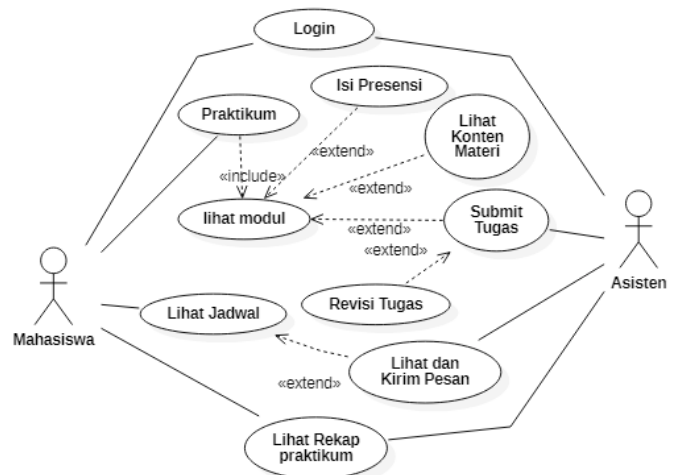 Login
Isi Presensi
Praktikum
Lihat
Konten
Materi
«extend»
«include»
«extend»
lihat modul
Submit
Tugas
«extend»
«extend»
Asisten
Mahasiswa
Lihat Jadwal
Revisi Tugas
Lihat dan
Kirim Pesan
«extend»
Lihat Rekap
praktikum